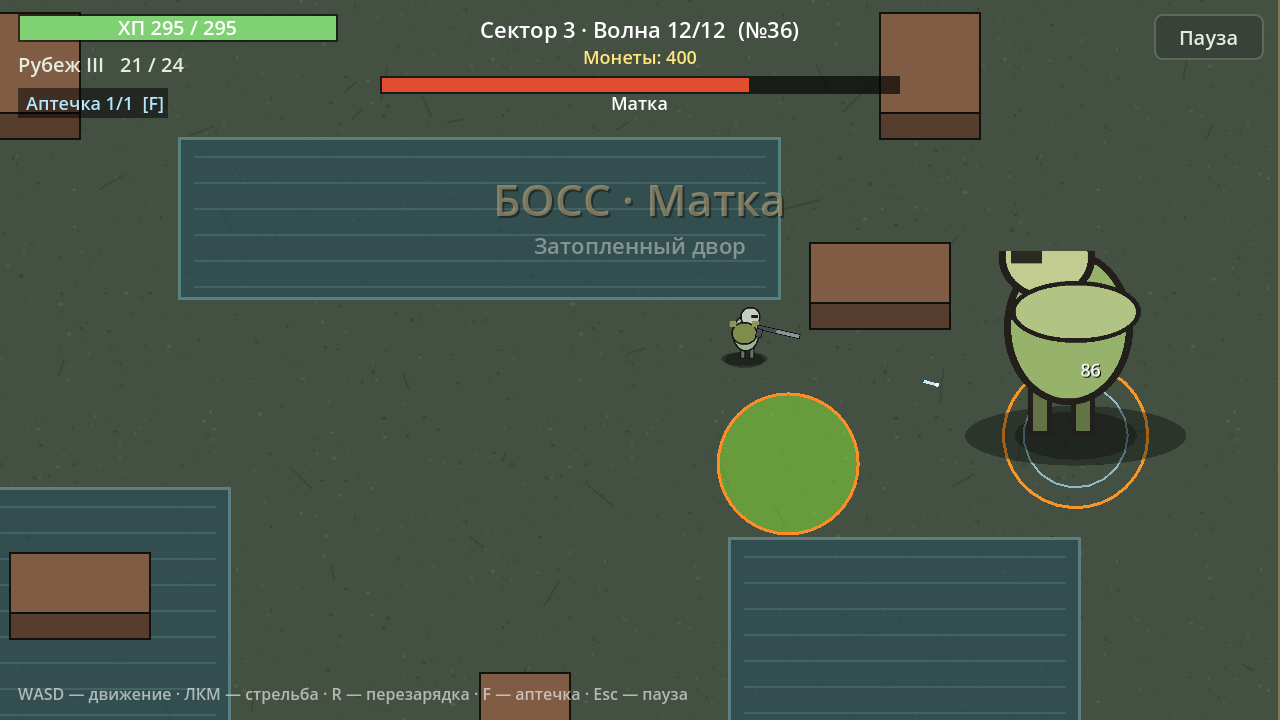 ХП 295 / 295
Рубеж III 21 / 24
Аптечка 1/1 [F]
Сектор 3 · Волна 12/12 (№36)
Монеты: 400
Матка
Пауза
БОСС · Матка
Затопленный двор
86
WASD — движение · ЛКМ — стрельба · R — перезарядка · F — аптечка · Esc — пауза